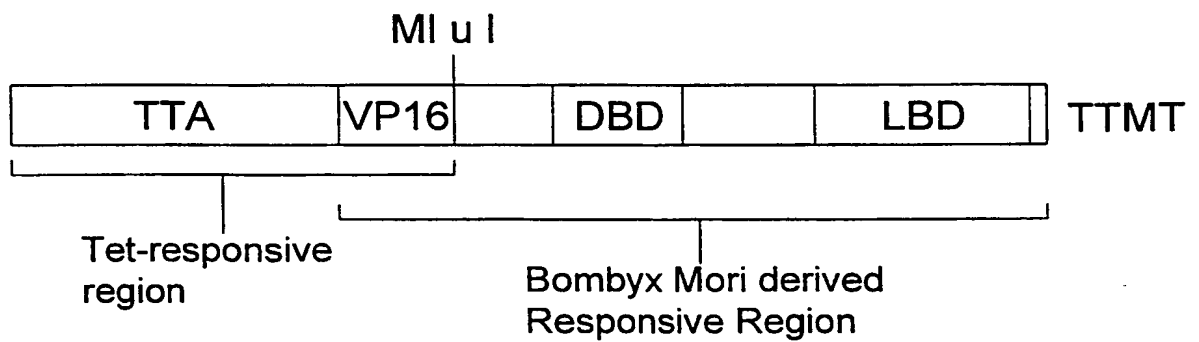 Ml u I
TTA VP16 DBD LBD TTMT
Tet-responsive
region
Bombyx Mori derived
Responsive Region